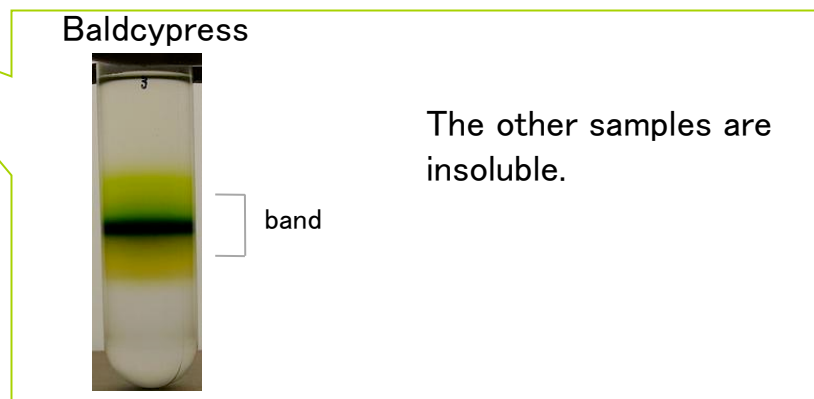 Baldcypress
3
The other samples are
insoluble.
band